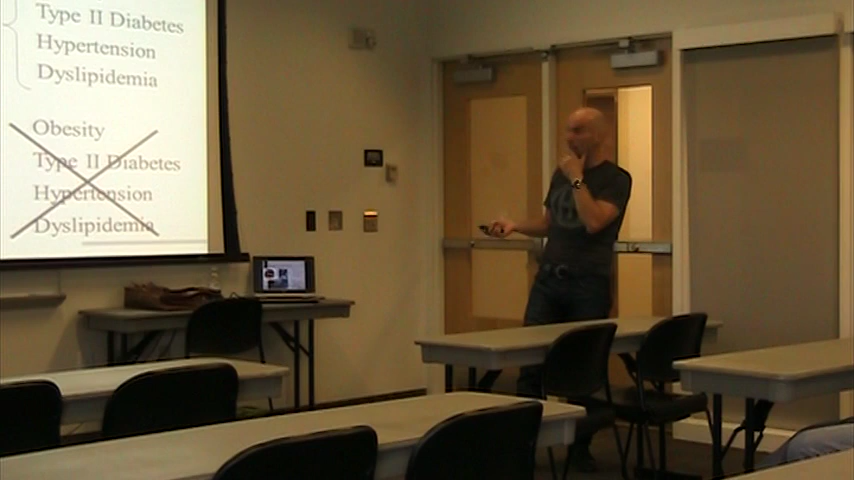 Type II Diabetes
Hypertension
Dyslipidemia
Obesity
Type II Diabetes
Hypertension
Dyslipidemia